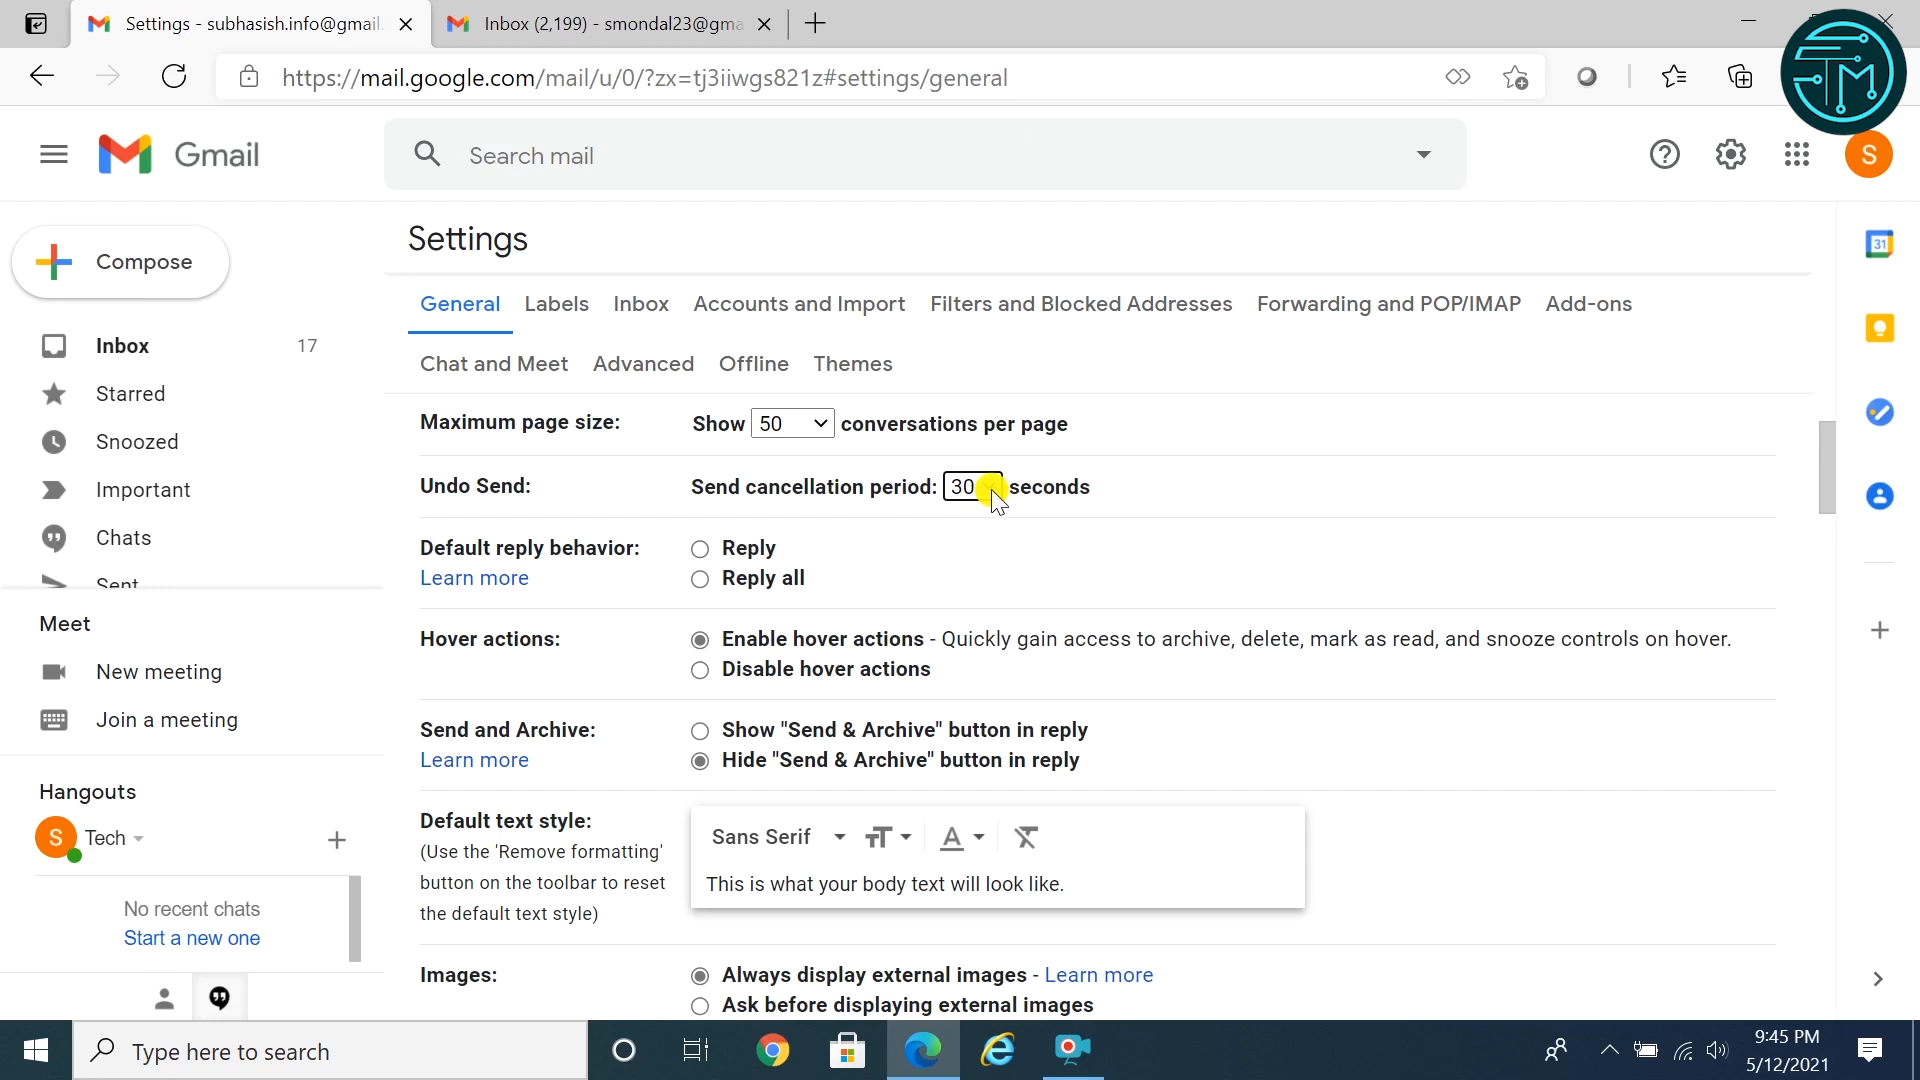 Settings - subhasish.info@gmail.
Inbox (2,199) - smondal23@gma
https://mail.google.com/mail/u/0/?zx=tj3iiwgs821z#settings/general
TM
Gmail
Search mail
S
Compose
Settings
31
General Labels Inbox Accounts and Import Filters and Blocked Addresses Forwarding and POP/IMAP Add-ons
Chat and Meet Advanced Offline Themes
Inbox 17
Starred
Snoozed
Important
Chats
Sent
Meet
New meeting
Join a meeting
Hangouts
S Tech
No recent chats
Start a new one
Maximum page size: Show 50 conversations per page
Undo Send: Send cancellation period: 30 seconds
Default reply behavior: Reply
Learn more Reply all
Hover actions: Enable hover actions - Quickly gain access to archive, delete, mark as read, and snooze controls on hover.
Disable hover actions
Send and Archive: Show "Send & Archive" button in reply
Learn more Hide "Send & Archive" button in reply
Default text style:
(Use the 'Remove formatting'
button on the toolbar to reset
the default text style)
Sans Serif
This is what your body text will look like.
Images: Always display external images - Learn more
Ask before displaying external images
Type here to search
9:45 PM
5/12/2021